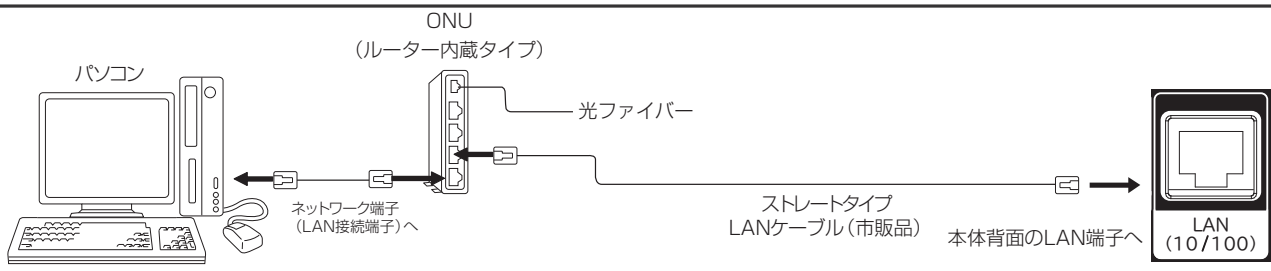 ONU
(ルーター内蔵タイプ)
パソコン
光ファイバー
ネットワーク端子
(LAN接続端子)へ
ストレートタイプ
LANケーブル(市販品)
本体背面のLAN端子へ
LAN
(10/100)